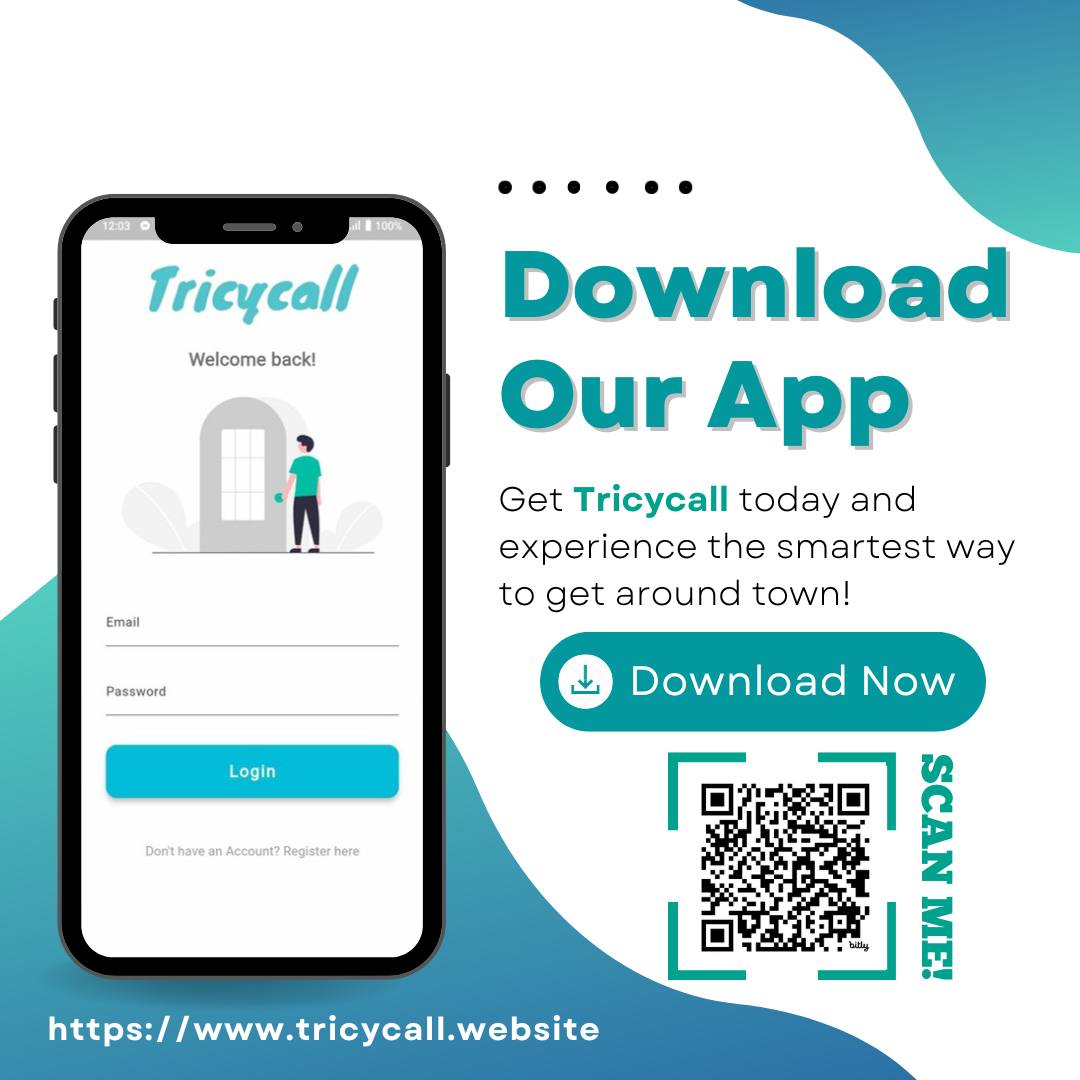 12:03
100%
Tricycall
Welcome back!
Email
Password
Login
Don't have an Account? Register here
Download
Our App
Get Tricycall today and
experience the smartest way
to get around town!
Download Now
SCAN ME!
bitly
https://www.tricycall.website